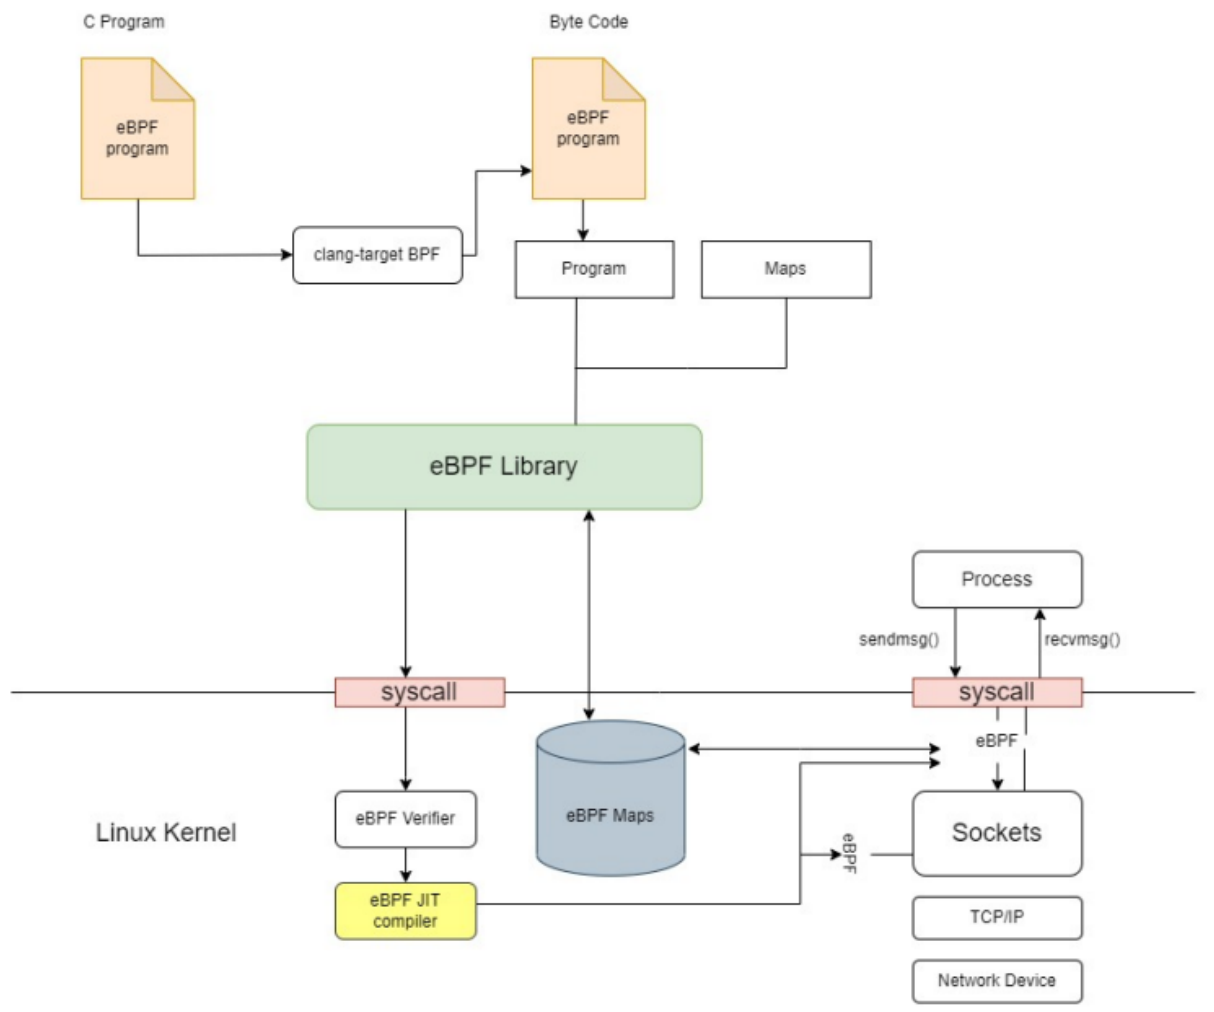 C Program
Byte Code
eBPF
program
eBPF
program
clang-target BPF
Program
Maps
eBPF Library
Process
sendmsg()
recvmsg()
syscall
syscall
eBPF
eBPF Verifier
eBPF Maps
Linux Kernel
Sockets
eBPF
eBPF JIT
compiler
TCP/IP
Network Device